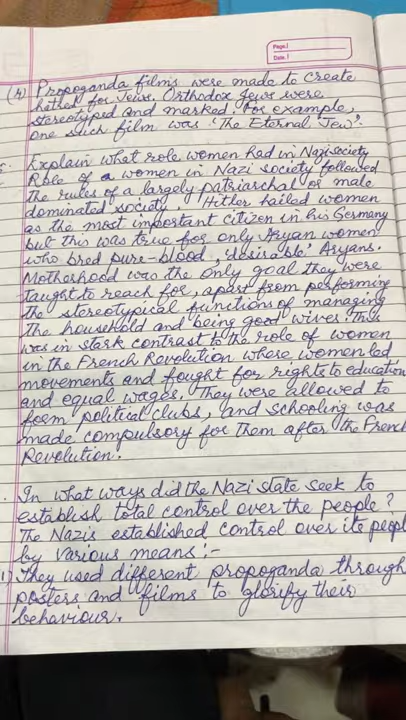 Page.:
Date.:
(4) Propoganda films were made to create
hatred for Jews. Orthodox Jews were
stereotyped and marked. For example,
one such film was 'The Eternal Jew'.
Explain what role women had in Nazi society
Role of a women in Nazi society followed
the rules of a largely patriarchal or male
dominated society. Hitler hailed women
as the most important citizen in his Germany
but this was true for only Aryan women
who bred pure-blood, 'desirable' Aryans.
Motherhood was the only goal they were
taught to reach for, apart from performing
the stereotypical functions of managing
the household and being good wives. This
was in stark contrast to the role of women
in the French Revolution where women led
movements and fought for rights to education
and equal wages. They were allowed to
form political clubs, and schooling was
made compulsory for them after the French
Revolution.
In what ways did the Nazi state seek to
establish total control over the people?
The Nazis established control over its peopl
by various means:-
They used different propoganda through
posters and films to glorify their
behaviour.